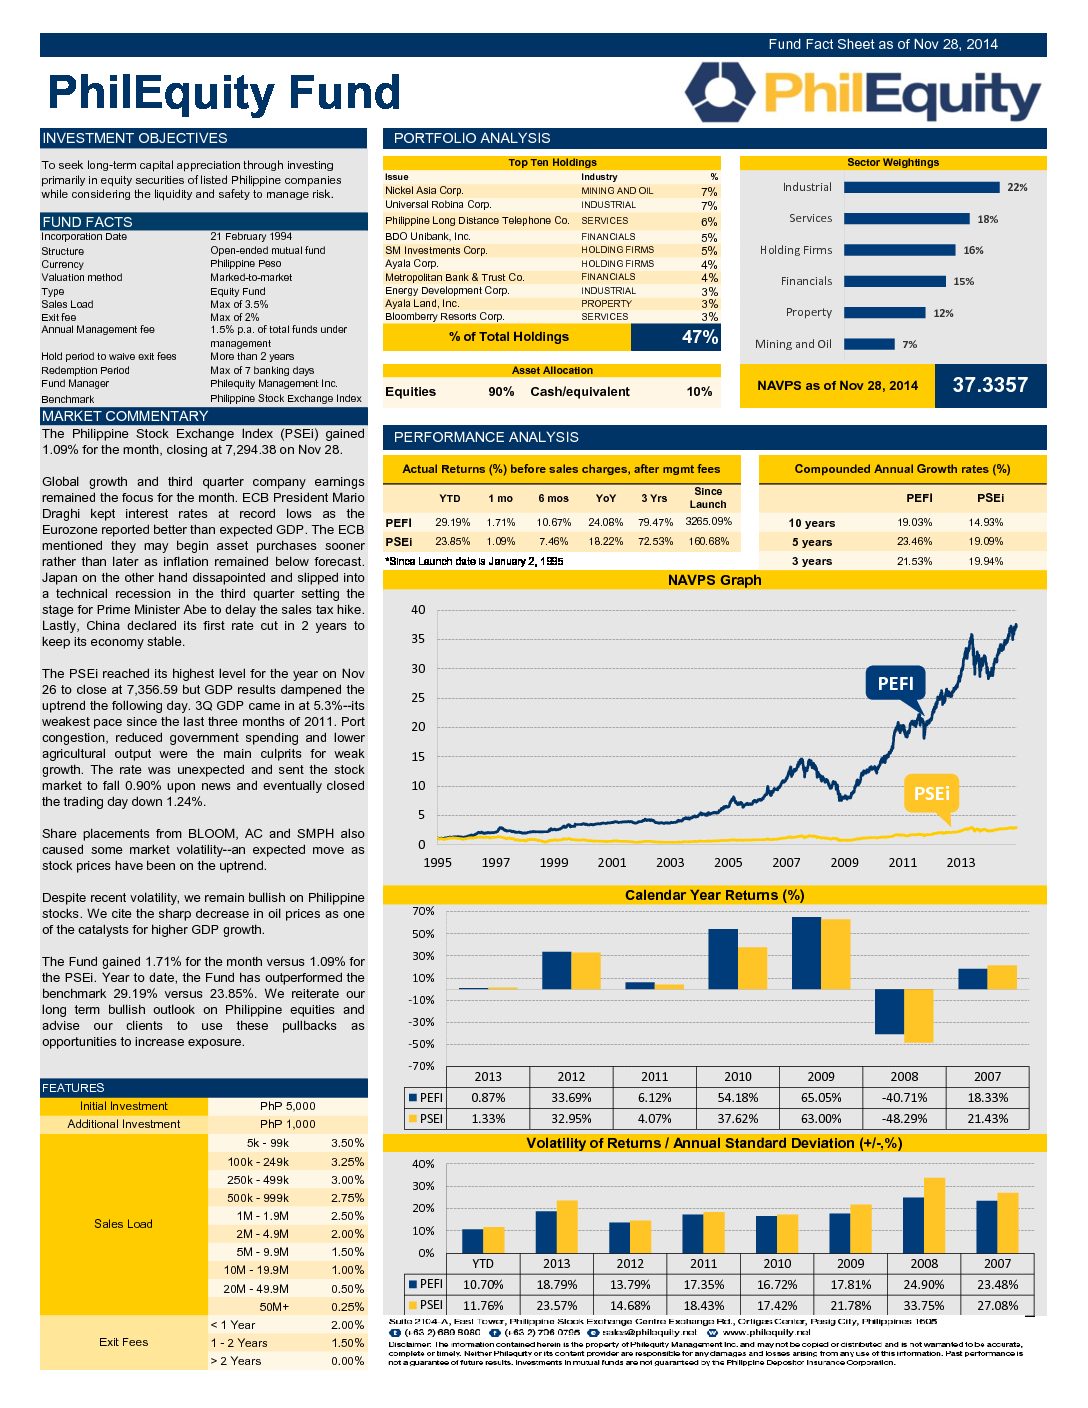 Fund Fact Sheet as of Nov 28, 2014
PhilEquity Fund
PhilEquity
INVESTMENT OBJECTIVES
To seek long-term capital appreciation through investing
primarily in equity securities of listed Philippine companies
while considering the liquidity and safety to manage risk.
FUND FACTS
Incorporation Date 21 February 1994
Structure Open-ended mutual fund
Currency Philippine Peso
Valuation method Marked-to-market
Type Equity Fund
Sales Load Max of 3.5%
Exit fee Max of 2%
Annual Management fee 1.5% p.a. of total funds under
management
Hold period to waive exit fees More than 2 years
Redemption Period Max of 7 banking days
Fund Manager Philequity Management Inc.
Benchmark Philippine Stock Exchange Index
MARKET COMMENTARY
The Philippine Stock Exchange Index (PSEi) gained
1.09% for the month, closing at 7,294.38 on Nov 28.
Global growth and third quarter company earnings
remained the focus for the month. ECB President Mario
Draghi kept interest rates at record lows as the
Eurozone reported better than expected GDP. The ECB
mentioned they may begin asset purchases sooner
rather than later as inflation remained below forecast.
Japan on the other hand dissapointed and slipped into
a technical recession in the third quarter setting the
stage for Prime Minister Abe to delay the sales tax hike.
Lastly, China declared its first rate cut in 2 years to
keep its economy stable.
The PSEi reached its highest level for the year on Nov
26 to close at 7,356.59 but GDP results dampened the
uptrend the following day. 3Q GDP came in at 5.3%--its
weakest pace since the last three months of 2011. Port
congestion, reduced government spending and lower
agricultural output were the main culprits for weak
growth. The rate was unexpected and sent the stock
market to fall 0.90% upon news and eventually closed
the trading day down 1.24%.
Share placements from BLOOM, AC and SMPH also
caused some market volatility--an expected move as
stock prices have been on the uptrend.
Despite recent volatility, we remain bullish on Philippine
stocks. We cite the sharp decrease in oil prices as one
of the catalysts for higher GDP growth.
The Fund gained 1.71% for the month versus 1.09% for
the PSEi. Year to date, the Fund has outperformed the
benchmark 29.19% versus 23.85%. We reiterate our
long term bullish outlook on Philippine equities and
advise our clients to use these pullbacks as
opportunities to increase exposure.
FEATURES
Initial Investment PhP 5,000
Additional Investment PhP 1,000
Sales Load
5k - 99k 3.50%
100k - 249k 3.25%
250k - 499k 3.00%
500k - 999k 2.75%
1M - 1.9M 2.50%
2M - 4.9M 2.00%
5M - 9.9M 1.50%
10M - 19.9M 1.00%
20M - 49.9M 0.50%
50M+ 0.25%
Exit Fees
< 1 Year 2.00%
1 - 2 Years 1.50%
> 2 Years 0.00%
PORTFOLIO ANALYSIS
Top Ten Holdings
Issue Industry %
Nickel Asia Corp. MINING AND OIL 7%
Universal Robina Corp. INDUSTRIAL 7%
Philippine Long Distance Telephone Co. SERVICES 6%
BDO Unibank, Inc. FINANCIALS 5%
SM Investments Corp. HOLDING FIRMS 5%
Ayala Corp. HOLDING FIRMS 4%
Metropolitan Bank & Trust Co. FINANCIALS 4%
Energy Development Corp. INDUSTRIAL 3%
Ayala Land, Inc. PROPERTY 3%
Bloomberry Resorts Corp. SERVICES 3%
% of Total Holdings 47%
Asset Allocation
Equities 90% Cash/equivalent 10%
Sector Weightings
Industrial 22%
Services 18%
Holding Firms 16%
Financials 15%
Property 12%
Mining and Oil 7%
NAVPS as of Nov 28, 2014 37.3357
PERFORMANCE ANALYSIS
Actual Returns (%) before sales charges, after mgmt fees
YTD 1 mo 6 mos YoY 3 Yrs Since
Launch
PEFI 29.19% 1.71% 10.67% 24.08% 79.47% 3265.09%
PSEi 23.85% 1.09% 7.46% 18.22% 72.53% 160.68%
*Since Launch date is January 2, 1995
Compounded Annual Growth rates (%)
PEFI PSEi
10 years 19.03% 14.93%
5 years 23.46% 19.09%
3 years 21.53% 19.94%
NAVPS Graph
40
35
30
25
20
15
10
5
0
PEFI
PSEi
1995 1997 1999 2001 2003 2005 2007 2009 2011 2013
Calendar Year Returns (%)
70%
50%
30%
10%
-10%
-30%
-50%
-70%
2013 2012 2011 2010 2009 2008 2007
PEFI 0.87% 33.69% 6.12% 54.18% 65.05% -40.71% 18.33%
PSEI 1.33% 32.95% 4.07% 37.62% 63.00% -48.29% 21.43%
Volatility of Returns / Annual Standard Deviation (+/-,%)
40%
30%
20%
10%
0%
YTD 2013 2012 2011 2010 2009 2008 2007
PEFI 10.70% 18.79% 13.79% 17.35% 16.72% 17.81% 24.90% 23.48%
PSEI 11.76% 23.57% 14.68% 18.43% 17.42% 21.78% 33.75% 27.08%
Suite 2104-A, East Tower, Philippine Stock Exchange Centre Exchange Rd., Ortigas Center, Pasig City, Philippines 1605
(+63 2) 689 8080 (+63 2) 706 0795 sales@philequity.net www.philequity.net
Disclaimer: The information contained herein is the property of Philequity Management Inc. and may not be copied or distributed and is not warranted to be accurate,
complete or timely. Neither Philequity or its content provider are responsible for any damages and losses arising from any use of this information. Past performance is
not a guarantee of future results. Investments in mutual funds are not guaranteed by the Philippine Depositor Insurance Corporation.